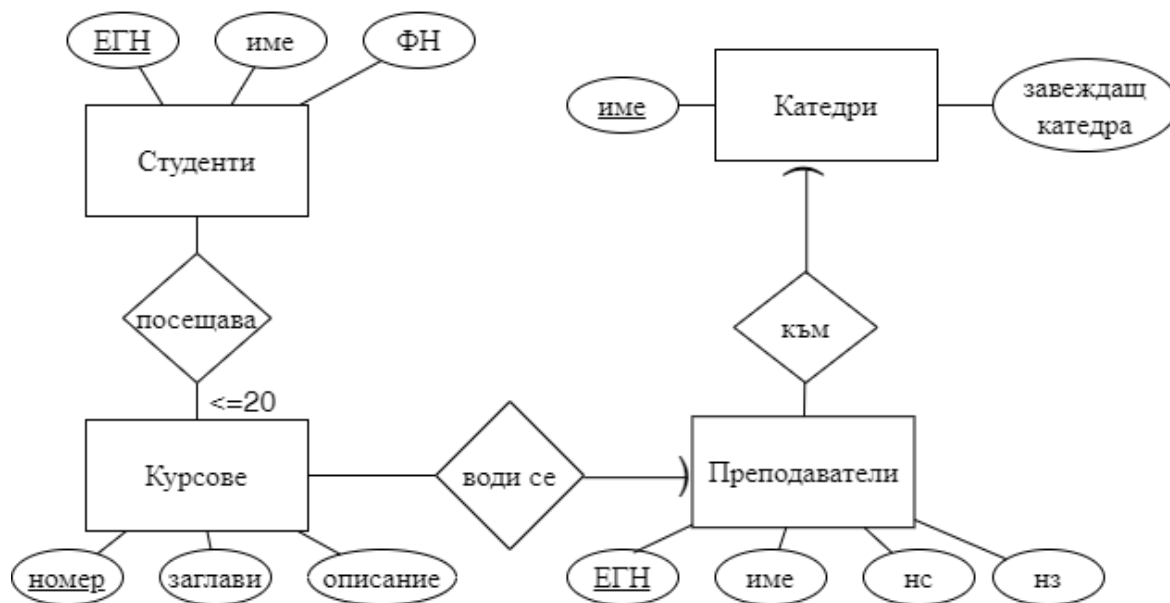 ЕГН
име
ФН
Студенти
посещава
<=20
Курсове
номер
заглави
описание
води се
име
Катедри
завеждащ
катедра
към
Преподаватели
ЕГН
име
нс
нз